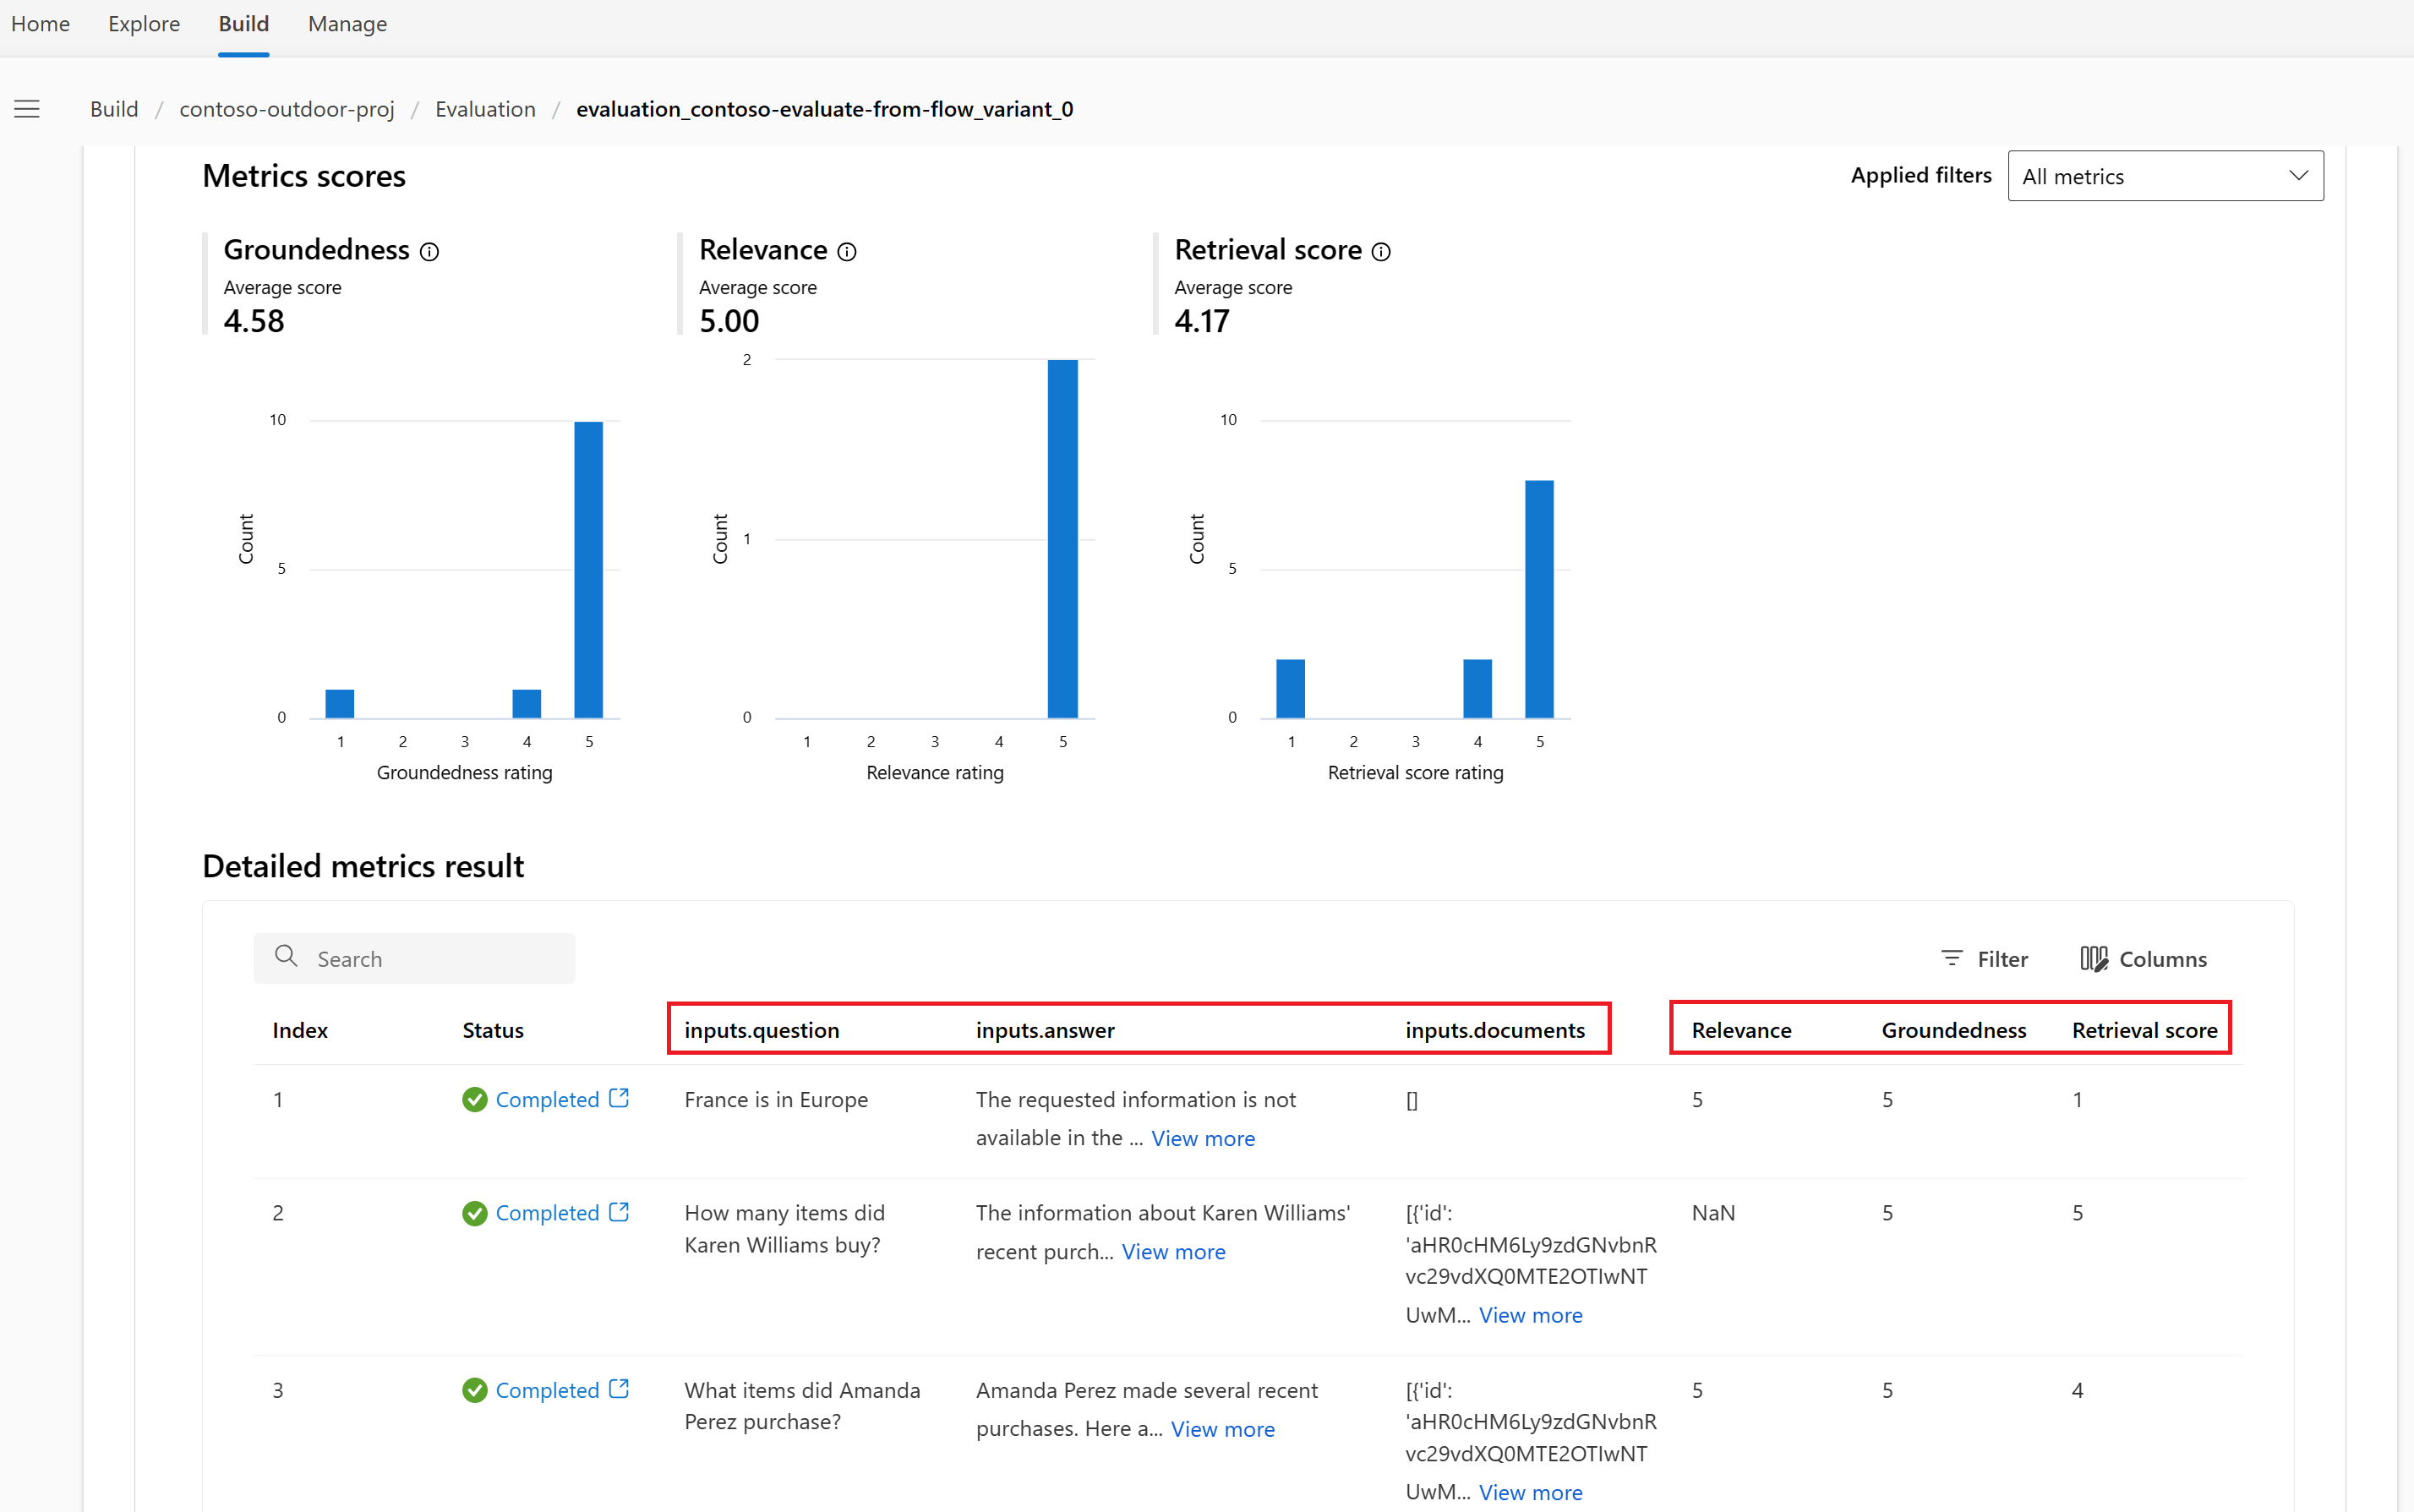 Home Explore Build Manage
Build / contoso-outdoor-proj / Evaluation / evaluation_contoso-evaluate-from-flow_variant_0
Metrics scores
Applied filters All metrics
Groundedness
Average score
4.58
10
5
0
Count
1 2 3 4 5
Groundedness rating
Relevance
Average score
5.00
2
1
0
Count
1 2 3 4 5
Relevance rating
Retrieval score
Average score
4.17
10
5
0
Count
1 2 3 4 5
Retrieval score rating
Detailed metrics result
Search
Filter Columns
Index Status inputs.question inputs.answer inputs.documents Relevance Groundedness Retrieval score
1 Completed France is in Europe The requested information is not [] 5 5 1
available in the ... View more
2 Completed How many items did The information about Karen Williams' [{'id': NaN 5 5
Karen Williams buy? recent purch... View more 'aHR0cHM6Ly9zdGNvbnR
vc29vdXQ0MTE2OTIwNT
UwM... View more
3 Completed What items did Amanda Amanda Perez made several recent [{'id': 5 5 4
Perez purchase? purchases. Here a... View more 'aHR0cHM6Ly9zdGNvbnR
vc29vdXQ0MTE2OTIwNT
UwM... View more